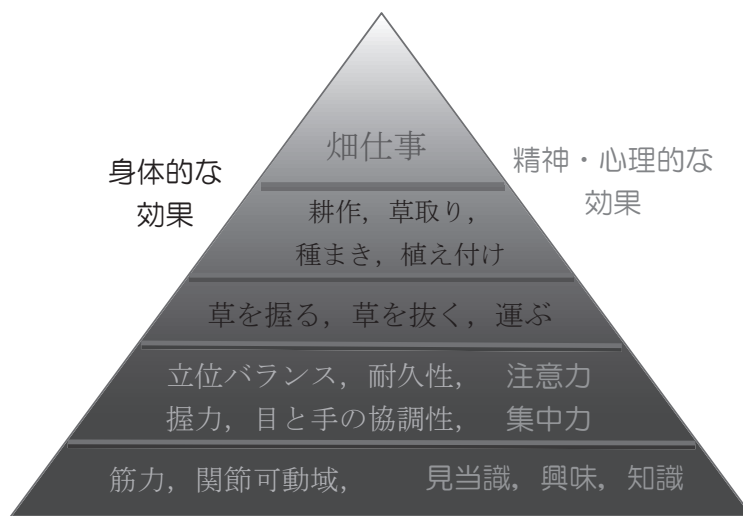 畑仕事
身体的な
効果
精神・心理的な
効果
耕作，草取り，
種まき，植え付け
草を握る，草を抜く，運ぶ
立位バランス，耐久性，　注意力
握力，目と手の協調性，　集中力
筋力，関節可動域，　見当識，興味，知識